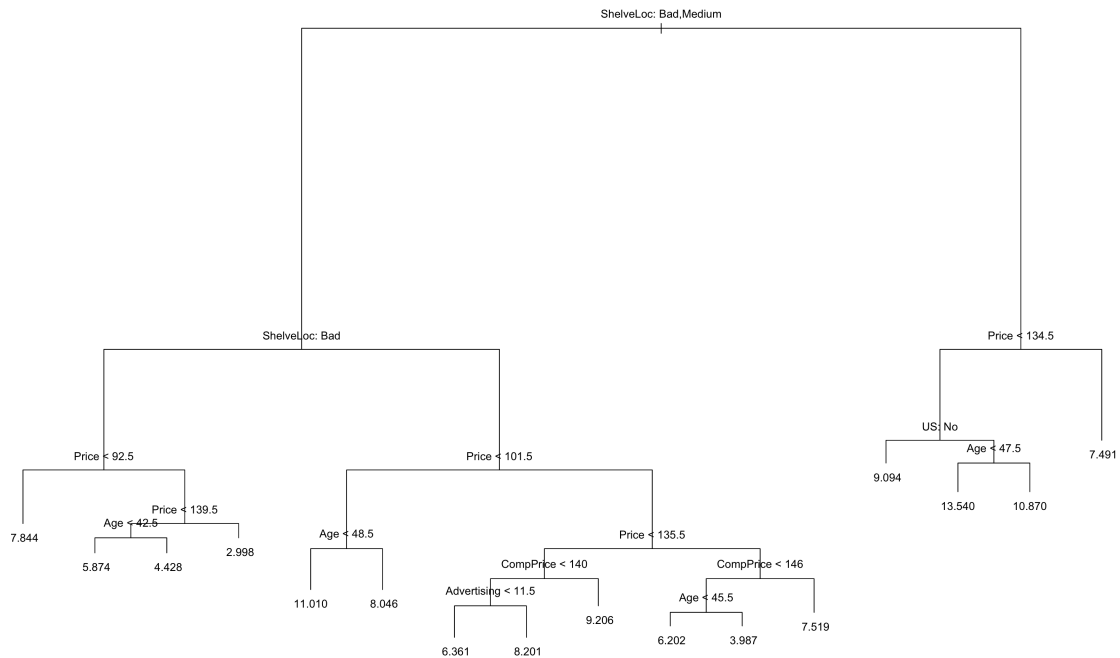 ShelveLoc: Bad,Medium
ShelveLoc: Bad
Price < 134.5
US: No
Age < 47.5
7.491
Price < 92.5
Price < 101.5
9.094
13.540
10.870
Price < 139.5
Age < 42.5
7.844
2.998
5.874
4.428
Age < 48.5
Price < 135.5
CompPrice < 140
CompPrice < 146
Advertising < 11.5
Age < 45.5
11.010
8.046
9.206
7.519
6.202
3.987
6.361
8.201